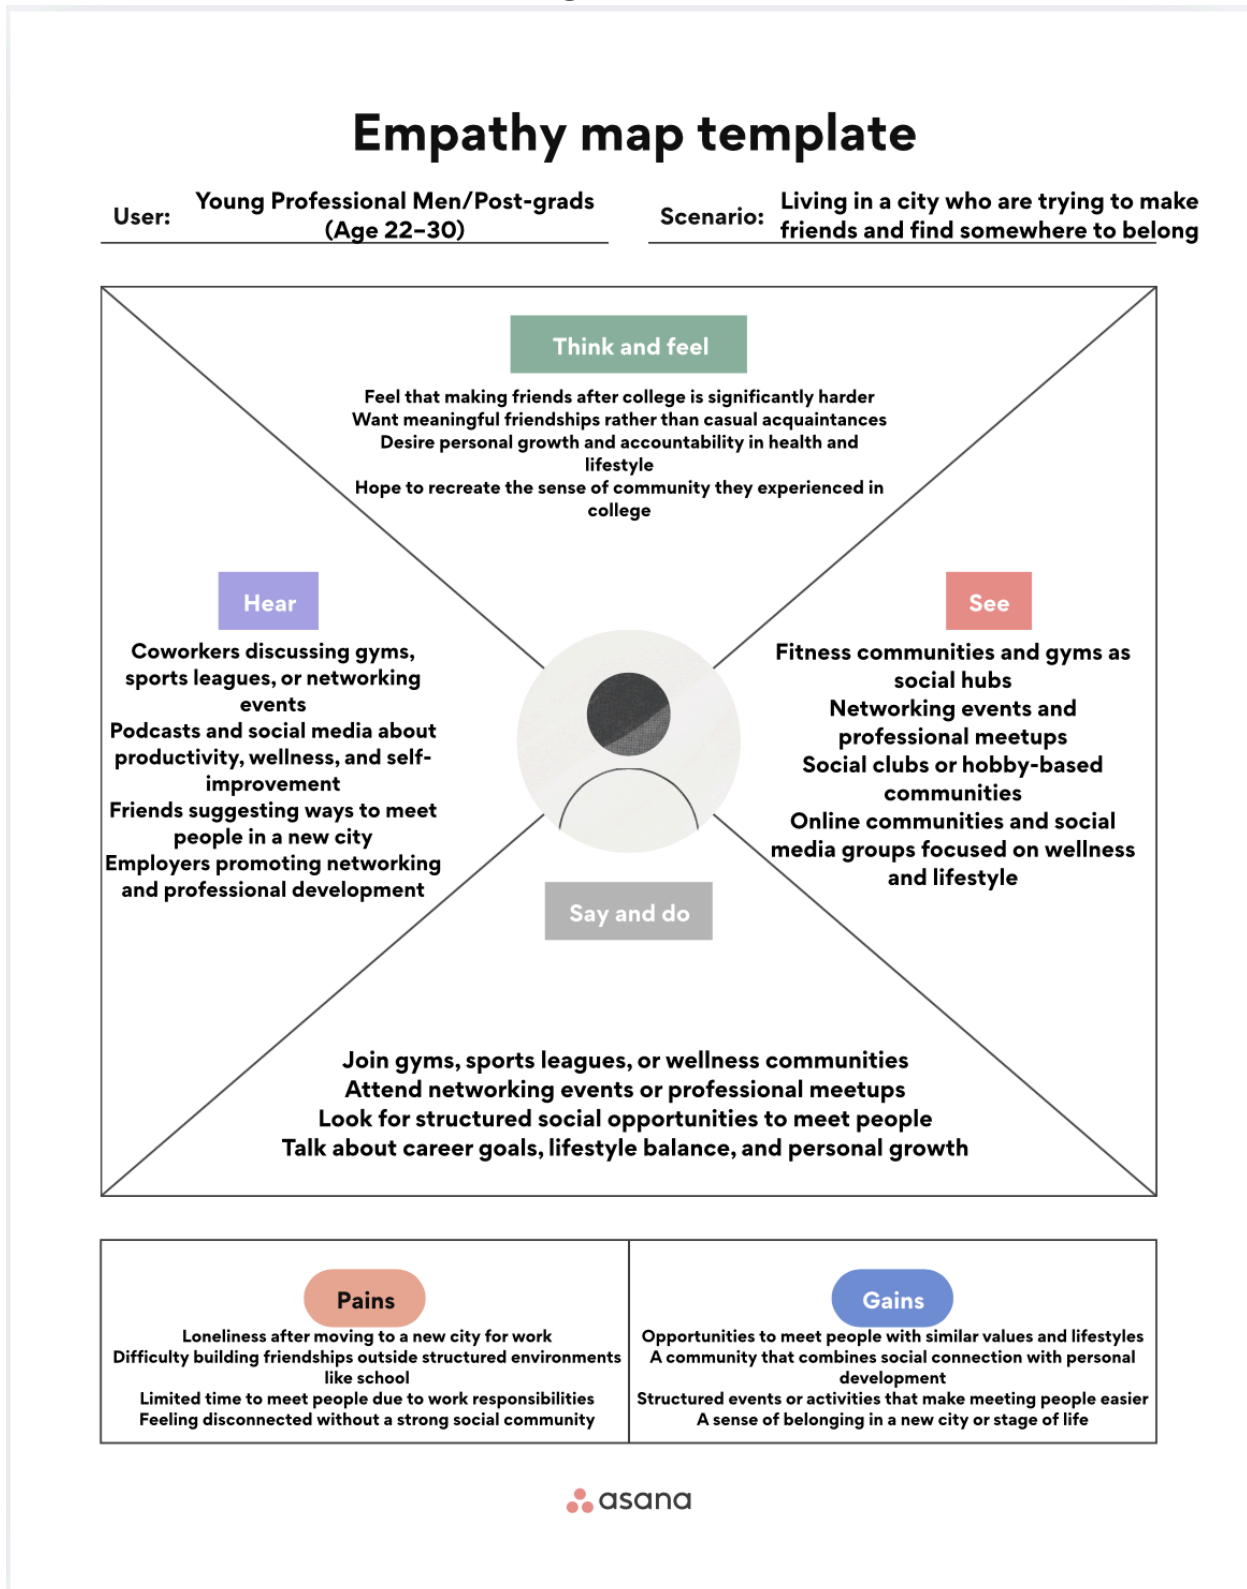 Empathy map template
User:
Young Professional Men/Post-grads
(Age 22–30)
Scenario:
Living in a city who are trying to make
friends and find somewhere to belong
Think and feel
Feel that making friends after college is significantly harder
Want meaningful friendships rather than casual acquaintances
Desire personal growth and accountability in health and
lifestyle
Hope to recreate the sense of community they experienced in
college
Hear
Coworkers discussing gyms,
sports leagues, or networking
events
Podcasts and social media about
productivity, wellness, and self-
improvement
Friends suggesting ways to meet
people in a new city
Employers promoting networking
and professional development
See
Fitness communities and gyms as
social hubs
Networking events and
professional meetups
Social clubs or hobby-based
communities
Online communities and social
media groups focused on wellness
and lifestyle
Say and do
Join gyms, sports leagues, or wellness communities
Attend networking events or professional meetups
Look for structured social opportunities to meet people
Talk about career goals, lifestyle balance, and personal growth
Pains
Loneliness after moving to a new city for work
Difficulty building friendships outside structured environments
like school
Limited time to meet people due to work responsibilities
Feeling disconnected without a strong social community
Gains
Opportunities to meet people with similar values and lifestyles
A community that combines social connection with personal
development
Structured events or activities that make meeting people easier
A sense of belonging in a new city or stage of life
asana